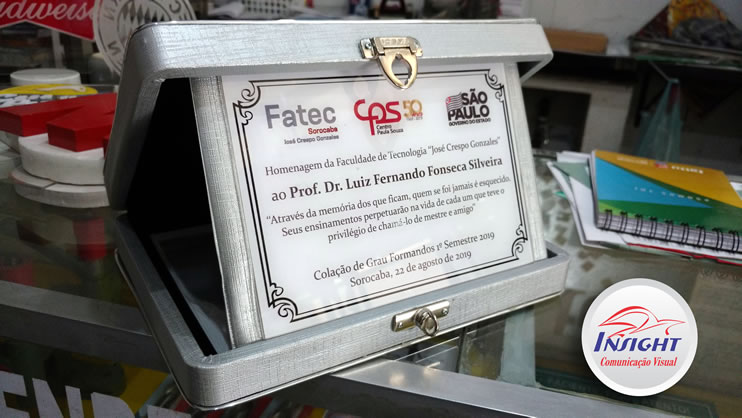 Budweiser
Fatec
Sorocaba
José Crespo Gonzales
CPS 50
Centro
Paula Souza
SÃO
PAULO
GOVERNO DO ESTADO
Homenagem da Faculdade de Tecnologia "José Crespo Gonzales"
ao Prof. Dr. Luiz Fernando Fonseca Silveira
"Através da memória dos que ficam, quem se foi jamais é esquecido.
Seus ensinamentos perpetuarão na vida de cada um que teve o
privilégio de chamá-lo de mestre e amigo"
Colação de Grau Formandos 1º Semestre 2019
Sorocaba, 22 de agosto de 2019
INSIGHT
Comunicação Visual